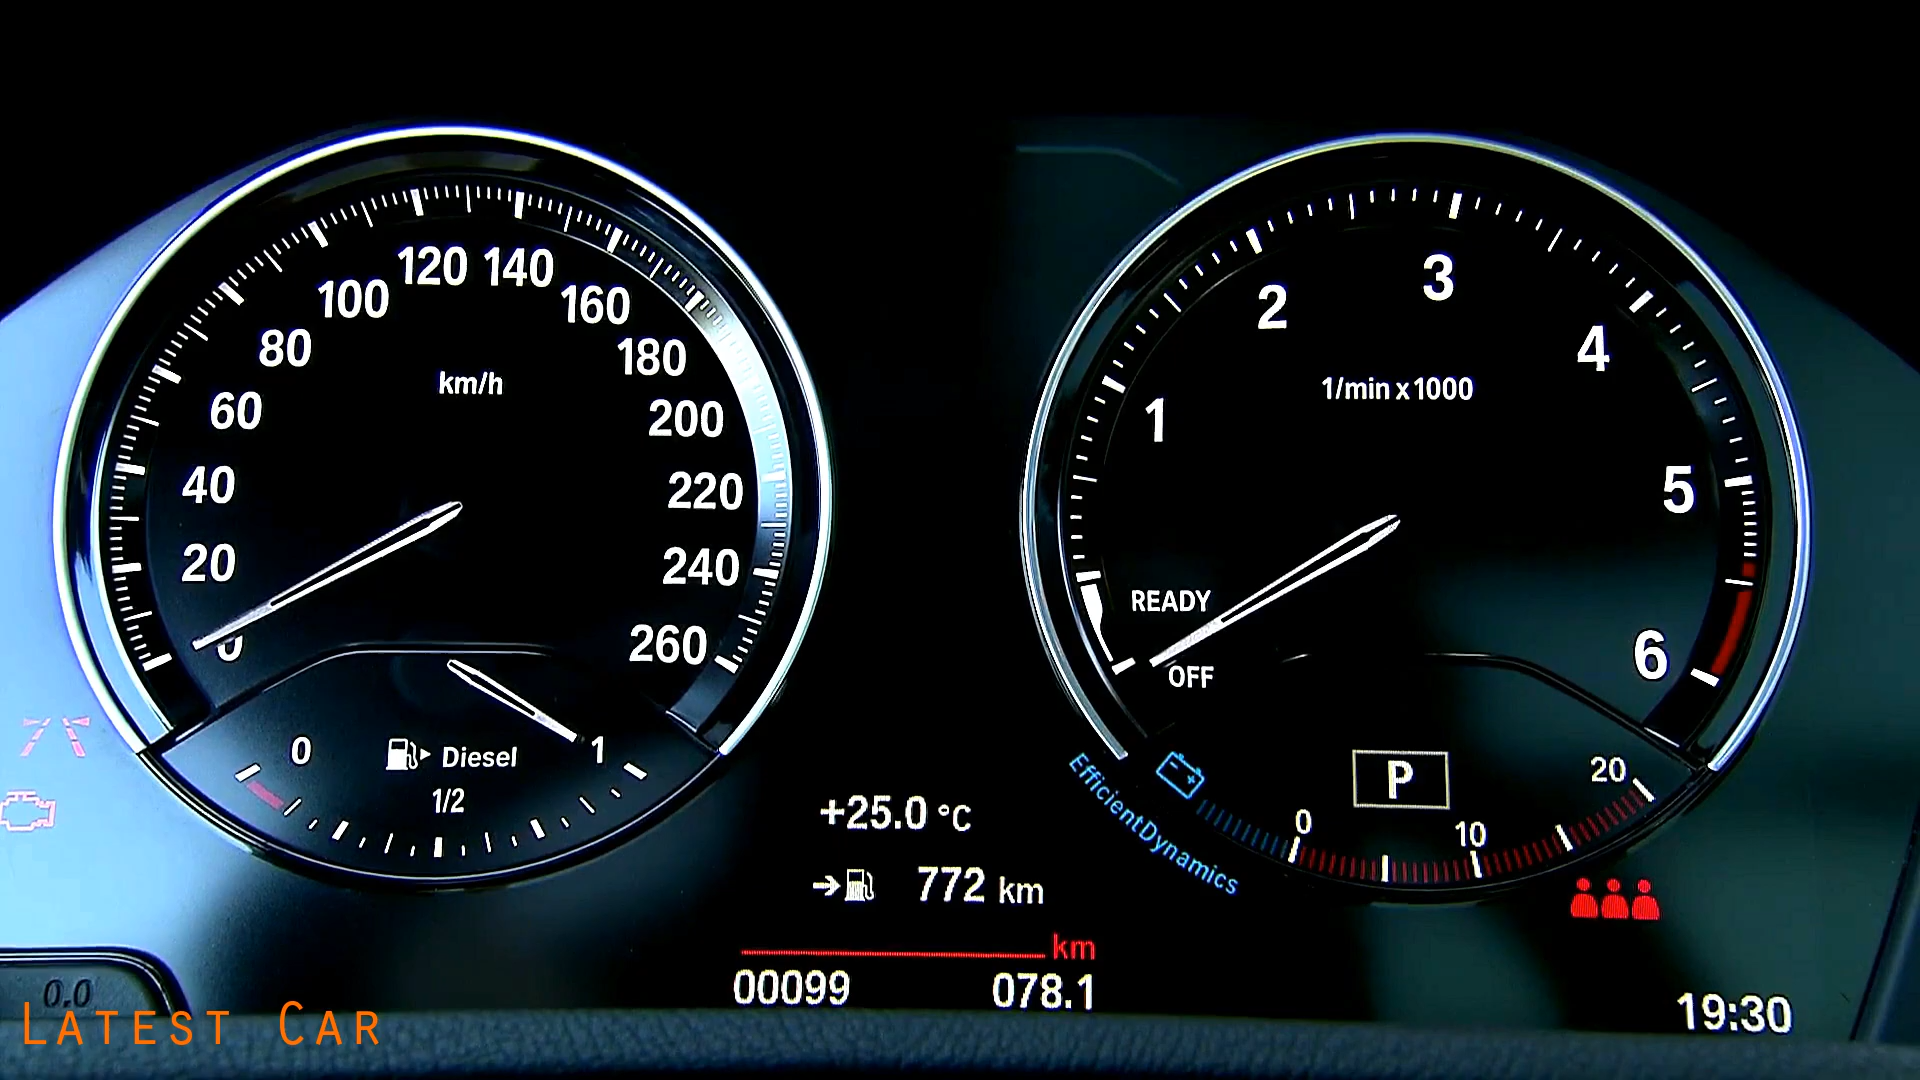 120 140
100 160
80 180
60 200
40 220
20 240
0 260
km/h
0 Diesel 1
1/2
3
2 4
1 5
6
1/min x 1000
READY
OFF
EfficientDynamics
P
0 10 20
+25.0 °C
772 km
km
00099 078.1
19:30
0.0
LATEST CAR